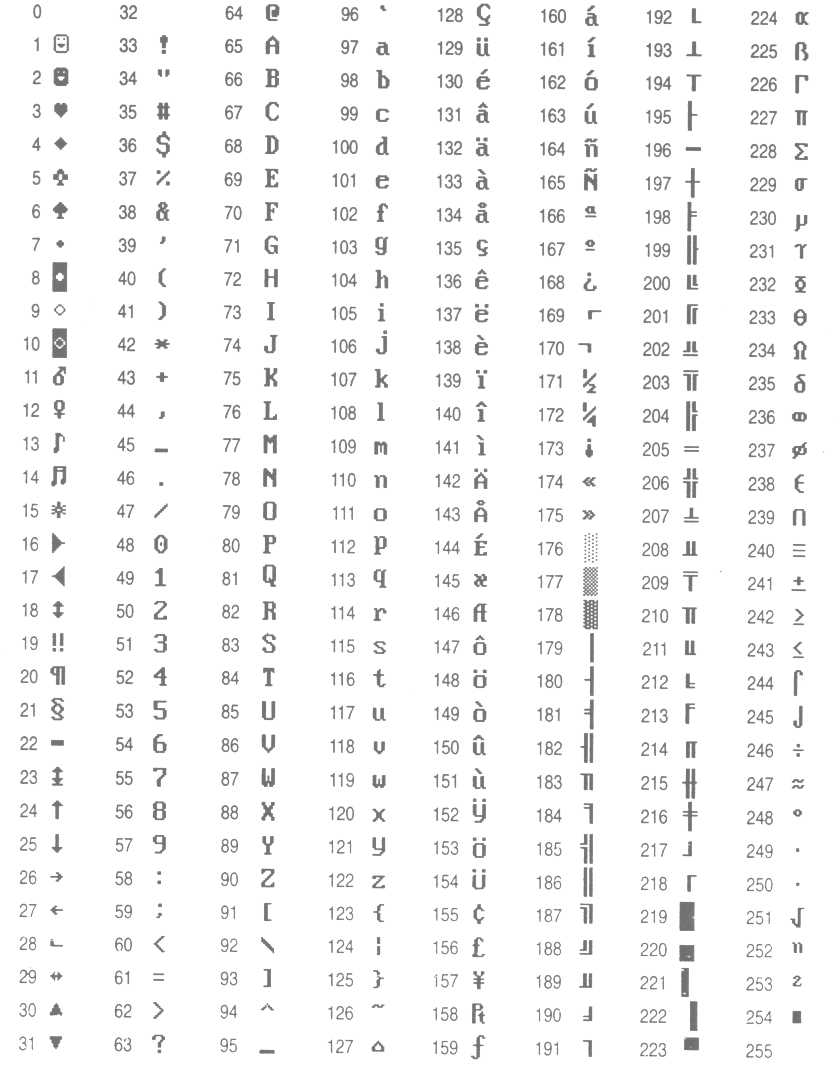 0 32 64 @ 96 ` 128 Ç 160 á 192 └ 224 α
1 ☺ 33 ! 65 A 97 a 129 ü 161 í 193 ┴ 225 ß
2 ☻ 34 " 66 B 98 b 130 é 162 ó 194 ┬ 226 Γ
3 ♥ 35 # 67 C 99 c 131 â 163 ú 195 ├ 227 π
4 ♦ 36 $ 68 D 100 d 132 ä 164 ñ 196 ─ 228 Σ
5 ♣ 37 % 69 E 101 e 133 à 165 Ñ 197 ┼ 229 σ
6 ♠ 38 & 70 F 102 f 134 å 166 ª 198 ╞ 230 µ
7 • 39 ' 71 G 103 g 135 ç 167 º 199 ╟ 231 τ
8 ◘ 40 ( 72 H 104 h 136 ê 168 ¿ 200 ╚ 232 Φ
9 ○ 41 ) 73 I 105 i 137 ë 169 ⌐ 201 ╔ 233 Θ
10 ◙ 42 * 74 J 106 j 138 è 170 ¬ 202 ╩ 234 Ω
11 ♂ 43 + 75 K 107 k 139 ï 171 ½ 203 ╦ 235 δ
12 ♀ 44 , 76 L 108 l 140 î 172 ¼ 204 ╠ 236 ∞
13 ♪ 45 - 77 M 109 m 141 ì 173 ¡ 205 ═ 237 φ
14 ♫ 46 . 78 N 110 n 142 Ä 174 « 206 ╬ 238 ε
15 ☼ 47 / 79 O 111 o 143 Å 175 » 207 ╧ 239 ∩
16 ► 48 0 80 P 112 p 144 É 176 ░ 208 ╨ 240 ≡
17 ◄ 49 1 81 Q 113 q 145 æ 177 ▒ 209 ╤ 241 ±
18 ↕ 50 2 82 R 114 r 146 Æ 178 ▓ 210 ╥ 242 ≥
19 ‼ 51 3 83 S 115 s 147 ô 179 │ 211 ╙ 243 ≤
20 ¶ 52 4 84 T 116 t 148 ö 180 ┤ 212 ╘ 244 ⌠
21 § 53 5 85 U 117 u 149 ò 181 ╡ 213 ╒ 245 ⌡
22 ▬ 54 6 86 V 118 v 150 û 182 ╢ 214 ╓ 246 ÷
23 ↨ 55 7 87 W 119 w 151 ù 183 ╖ 215 ╫ 247 ≈
24 ↑ 56 8 88 X 120 x 152 ÿ 184 ╕ 216 ╪ 248 °
25 ↓ 57 9 89 Y 121 y 153 Ö 185 ╣ 217 ┘ 249 ∙
26 → 58 : 90 Z 122 z 154 Ü 186 ║ 218 ┌ 250 ·
27 ← 59 ; 91 [ 123 { 155 ¢ 187 ╗ 219 █ 251 √
28 ∟ 60 < 92 \ 124 ¦ 156 £ 188 ╝ 220 ▄ 252 ⁿ
29 ↔ 61 = 93 ] 125 } 157 ¥ 189 ╜ 221 ▌ 253 ²
30 ▲ 62 > 94 ^ 126 ~ 158 ₧ 190 ╛ 222 ▐ 254 ■
31 ▼ 63 ? 95 _ 127 ⌂ 159 ƒ 191 ┐ 223 ▀ 255